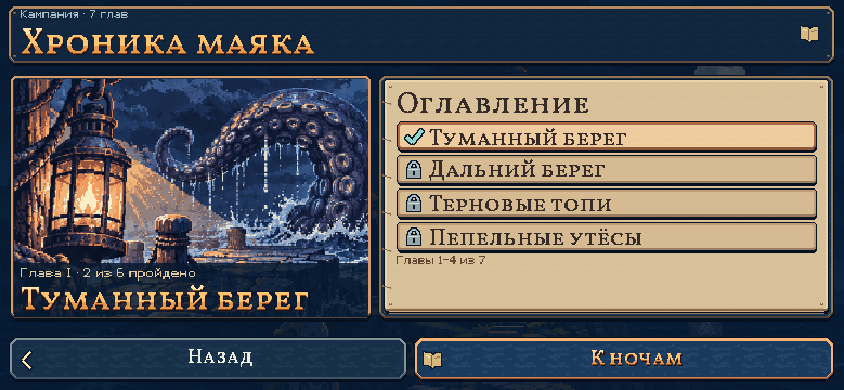 Кампания · 7 глав
Хроника маяка
Глава I · 2 из 6 пройдено
Туманный берег
Оглавление
Туманный берег
Дальний берег
Терновые топи
Пепельные утёсы
Главы 1–4 из 7
Назад
К ночам